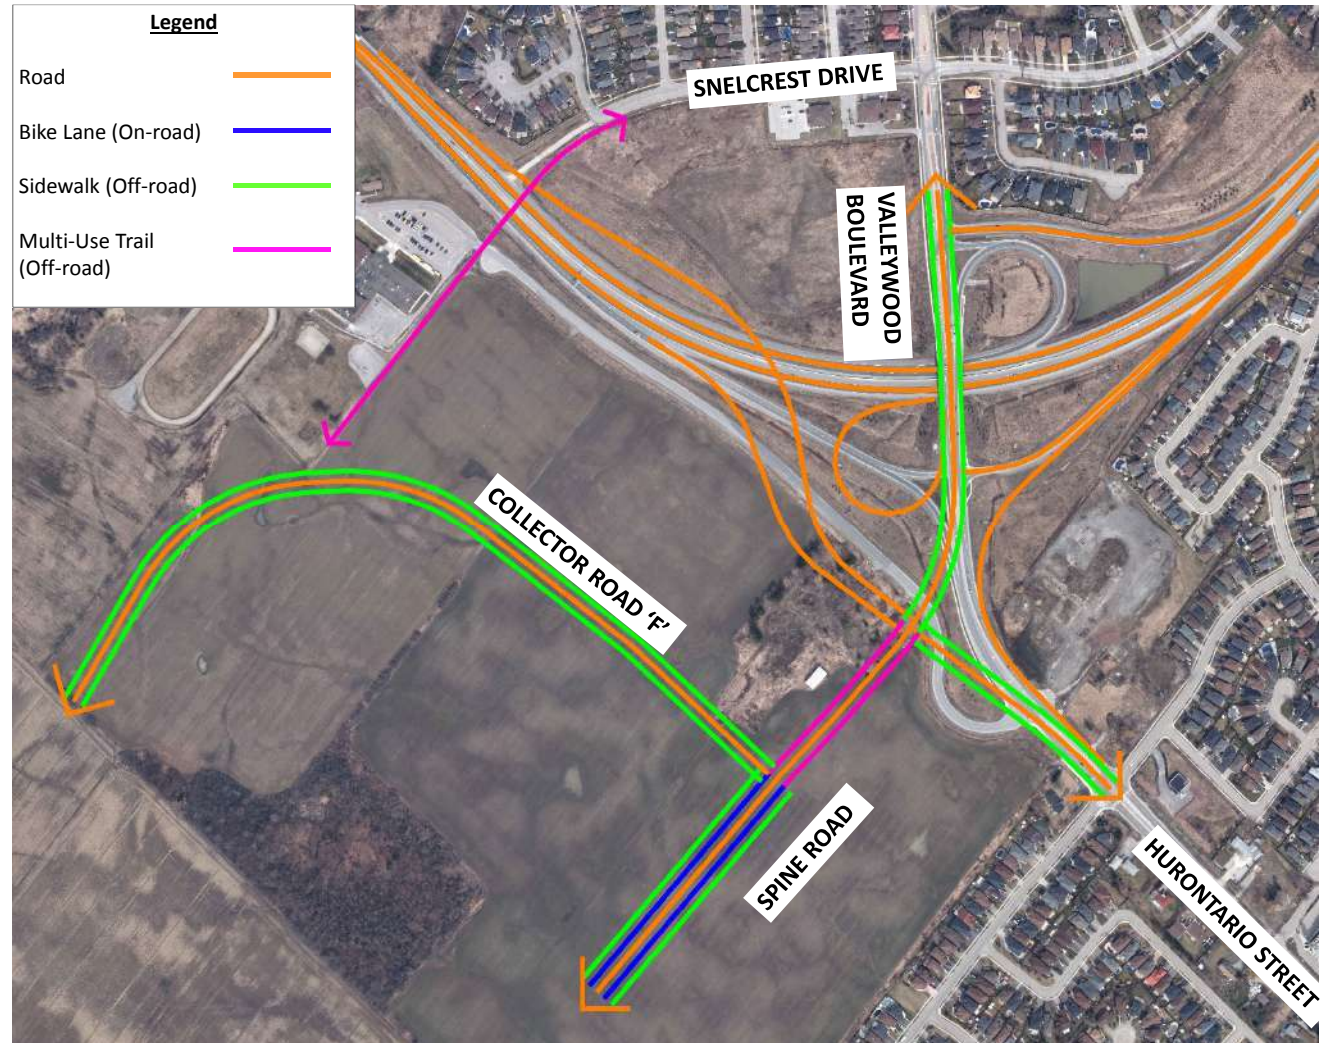 Legend
Road
Bike Lane (On-road)
Sidewalk (Off-road)
Multi-Use Trail
(Off-road)
SNELCREST DRIVE
VALLEYWOOD
BOULEVARD
COLLECTOR ROAD ‘F’
SPINE ROAD
HURONTARIO STREET